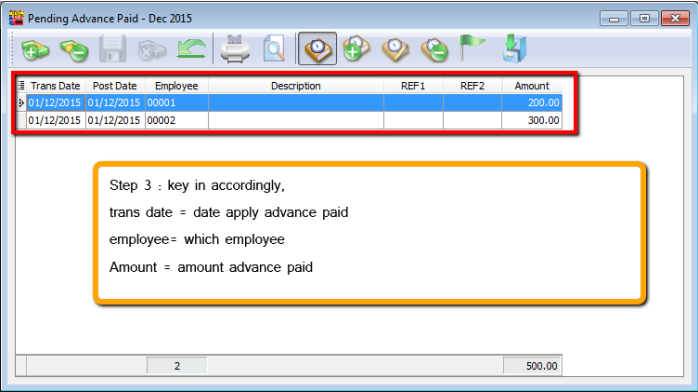 Pending Advance Paid - Dec 2015
Trans Date Post Date Employee Description REF1 REF2 Amount
01/12/2015 01/12/2015 00001 200.00
01/12/2015 01/12/2015 00002 300.00
Step 3 : key in accordingly,
trans date = date apply advance paid
employee= which employee
Amount = amount advance paid
2 500.00